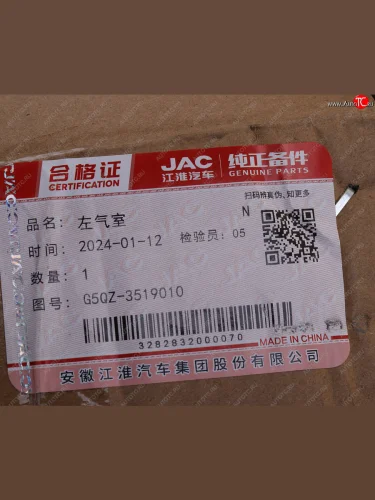 合格证
CERTIFICATION
JAC
江淮汽车
纯正备件
GENUINE PARTS
扫码辨真伪,知更多
品名: 左气室
N
时间: 2024-01-12 检验员: 05
数量: 1
图号: G5QZ-3519010
3282832000070
MADE IN CHINA
安徽江淮汽车集团股份有限公司